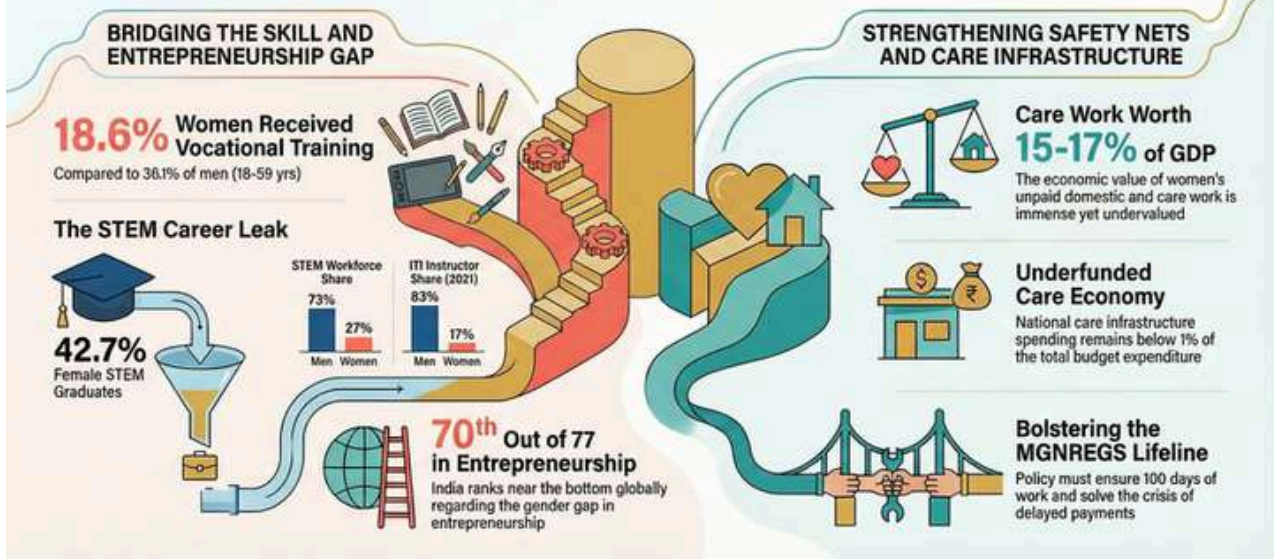 BRIDGING THE SKILL AND
ENTREPRENEURSHIP GAP
18.6% Women Received
Vocational Training
Compared to 36.1% of men (18-59 yrs)
The STEM Career Leak
42.7%
Female STEM
Graduates
STEM Workforce
Share
73%
27%
Men Women
ITI Instructor
Share (2021)
83%
17%
Men Women
70th Out of 77
in Entrepreneurship
India ranks near the bottom globally
regarding the gender gap in
entrepreneurship
STRENGTHENING SAFETY NETS
AND CARE INFRASTRUCTURE
Care Work Worth
15-17% of GDP
The economic value of women's
unpaid domestic and care work is
immense yet undervalued
$
₹
Underfunded
Care Economy
National care infrastructure
spending remains below 1% of
the total budget expenditure
Bolstering the
MGNREGS Lifeline
Policy must ensure 100 days of
work and solve the crisis of
delayed payments